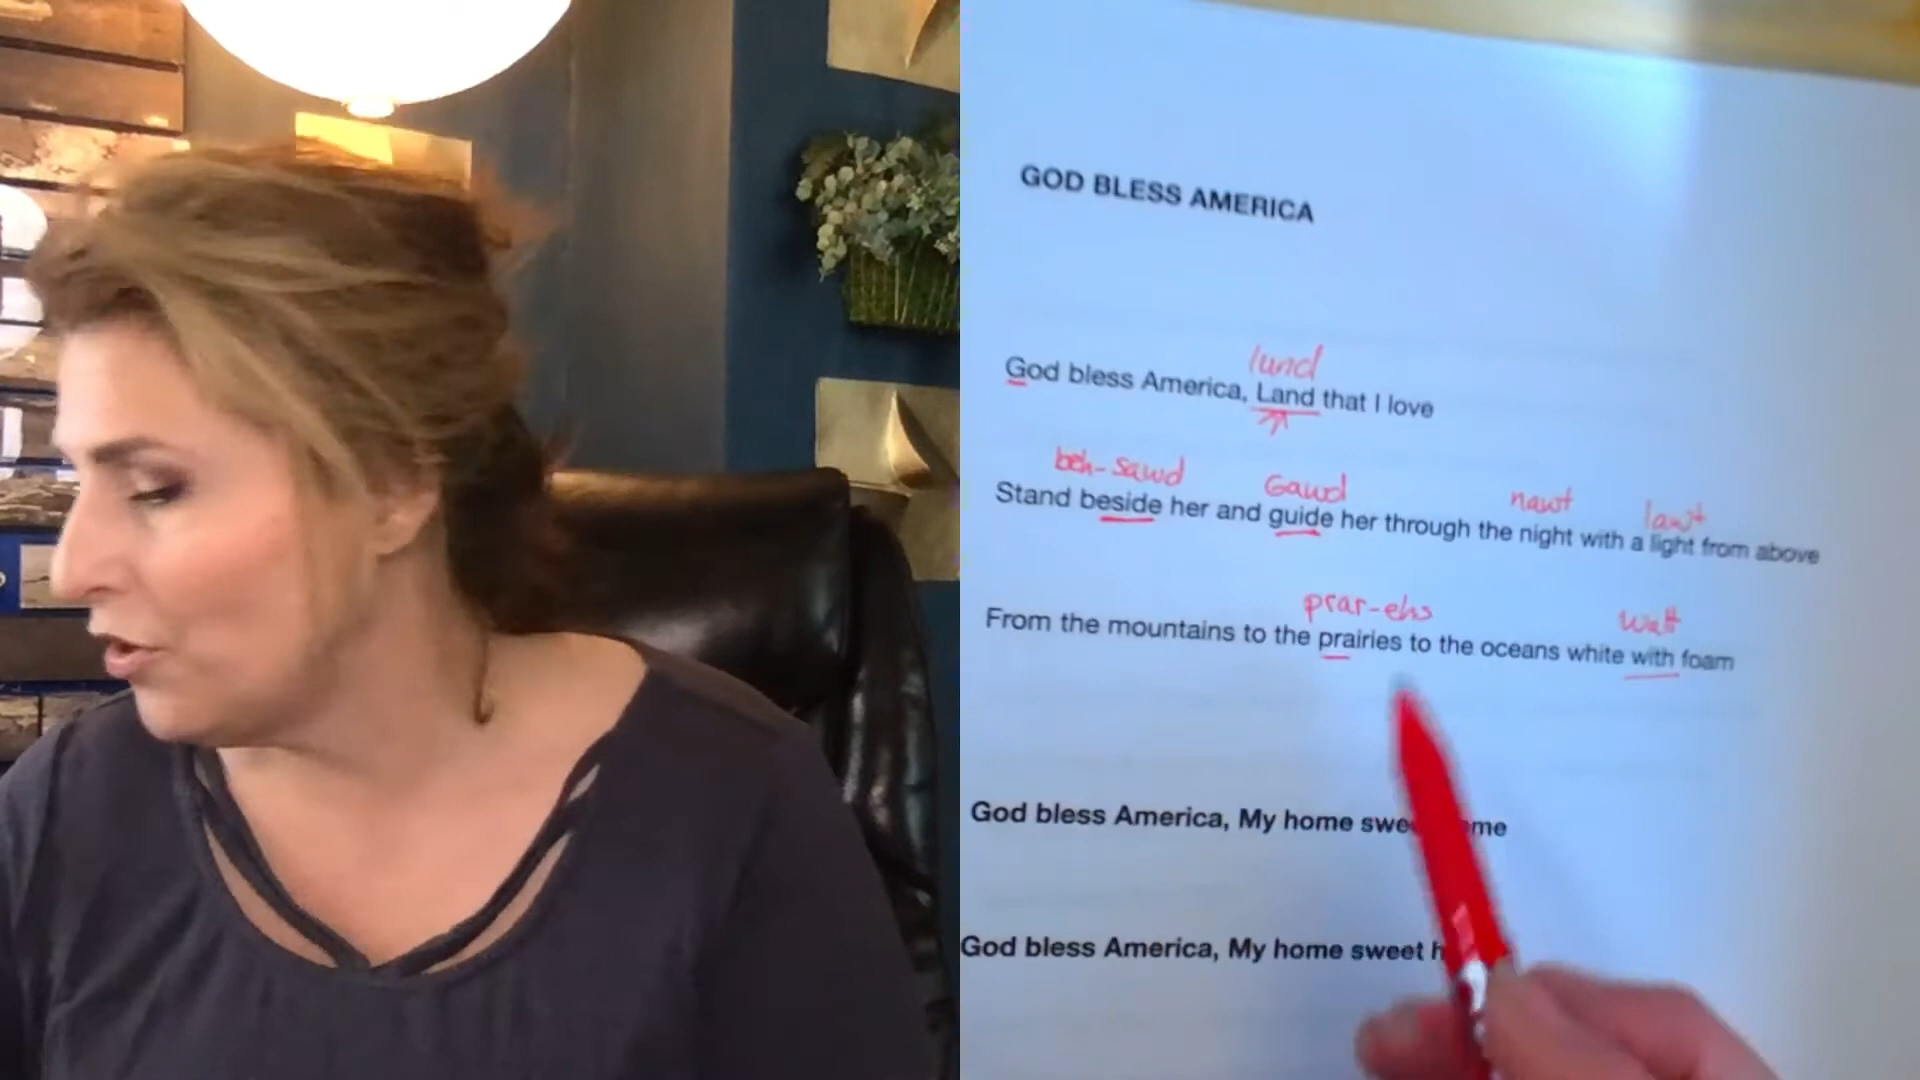 GOD BLESS AMERICA
lund
God bless America, Land that I love
beh-sawd Gawd nawt lawt
Stand beside her and guide her through the night with a light from above
prar-ehs watt
From the mountains to the prairies to the oceans white with foam
God bless America, My home
God bless America, My home sweet